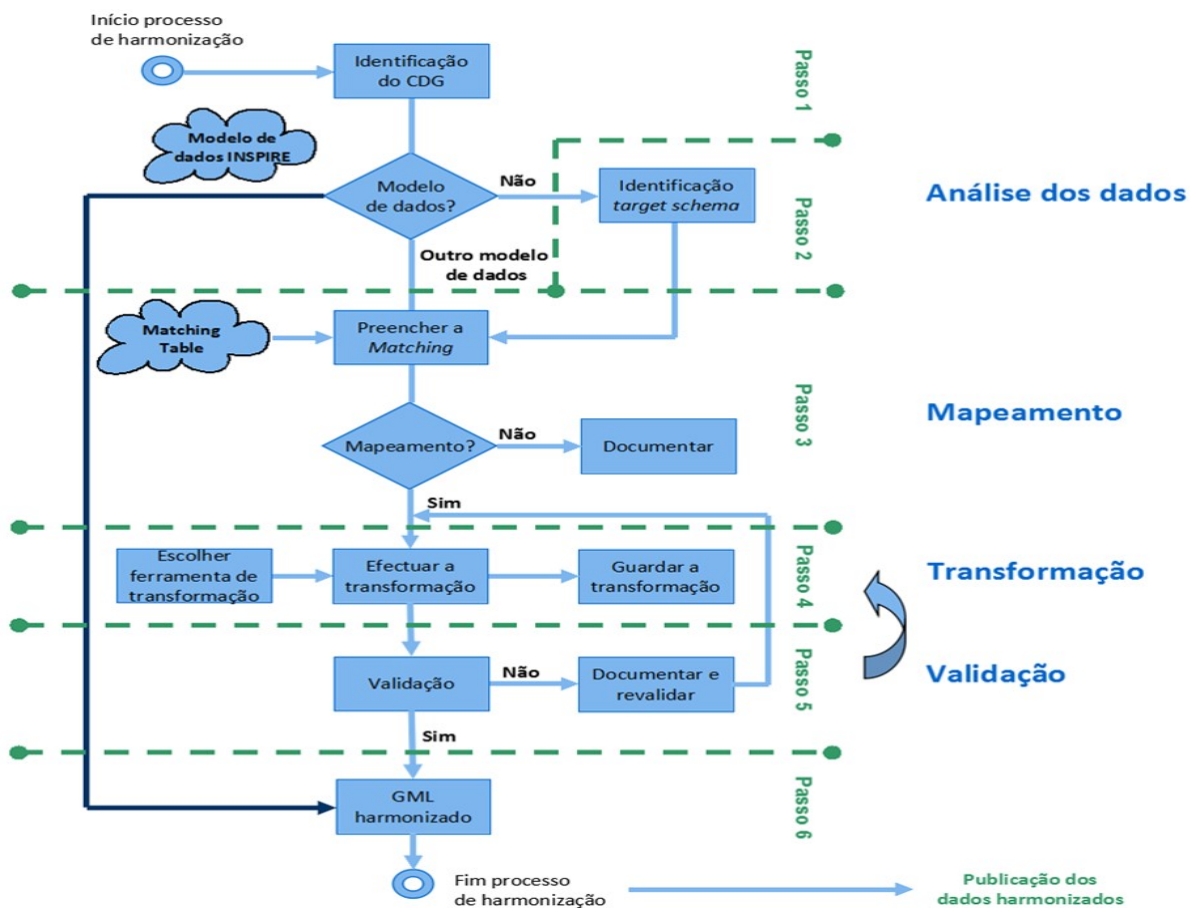 Início processo
de harmonização
Identificação
do CDG
Passo 1
Modelo de
dados INSPIRE
Modelo
de dados?
Não
Identificação
target schema
Passo 2
Análise dos dados
Outro modelo
de dados
Matching
Table
Preencher a
Matching
Passo 3
Mapeamento
Mapeamento?
Não
Documentar
Sim
Escolher
ferramenta de
transformação
Efectuar a
transformação
Guardar a
transformação
Passo 4
Transformação
Validação
Não
Documentar e
revalidar
Passo 5
Validação
Sim
GML
harmonizado
Passo 6
Fim processo
de harmonização
Publicação dos
dados harmonizados